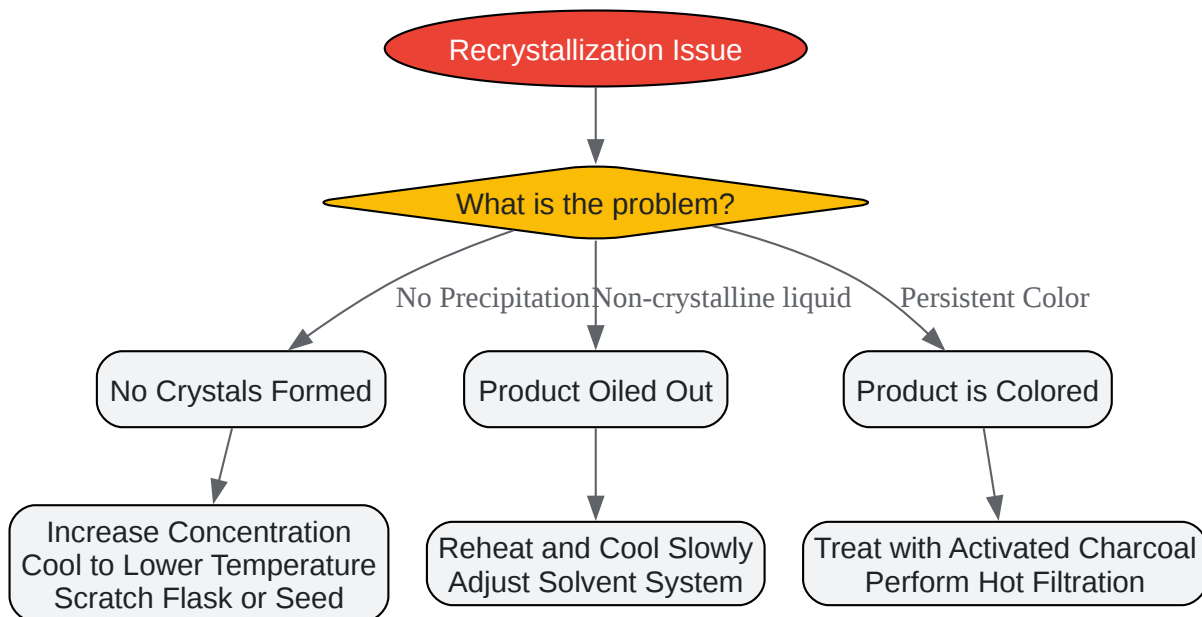 Recrystallization Issue
What is the problem?
No Precipitation
Non-crystalline liquid
Persistent Color
No Crystals Formed
Product Oiled Out
Product is Colored
Increase Concentration
Cool to Lower Temperature
Scratch Flask or Seed
Reheat and Cool Slowly
Adjust Solvent System
Treat with Activated Charcoal
Perform Hot Filtration